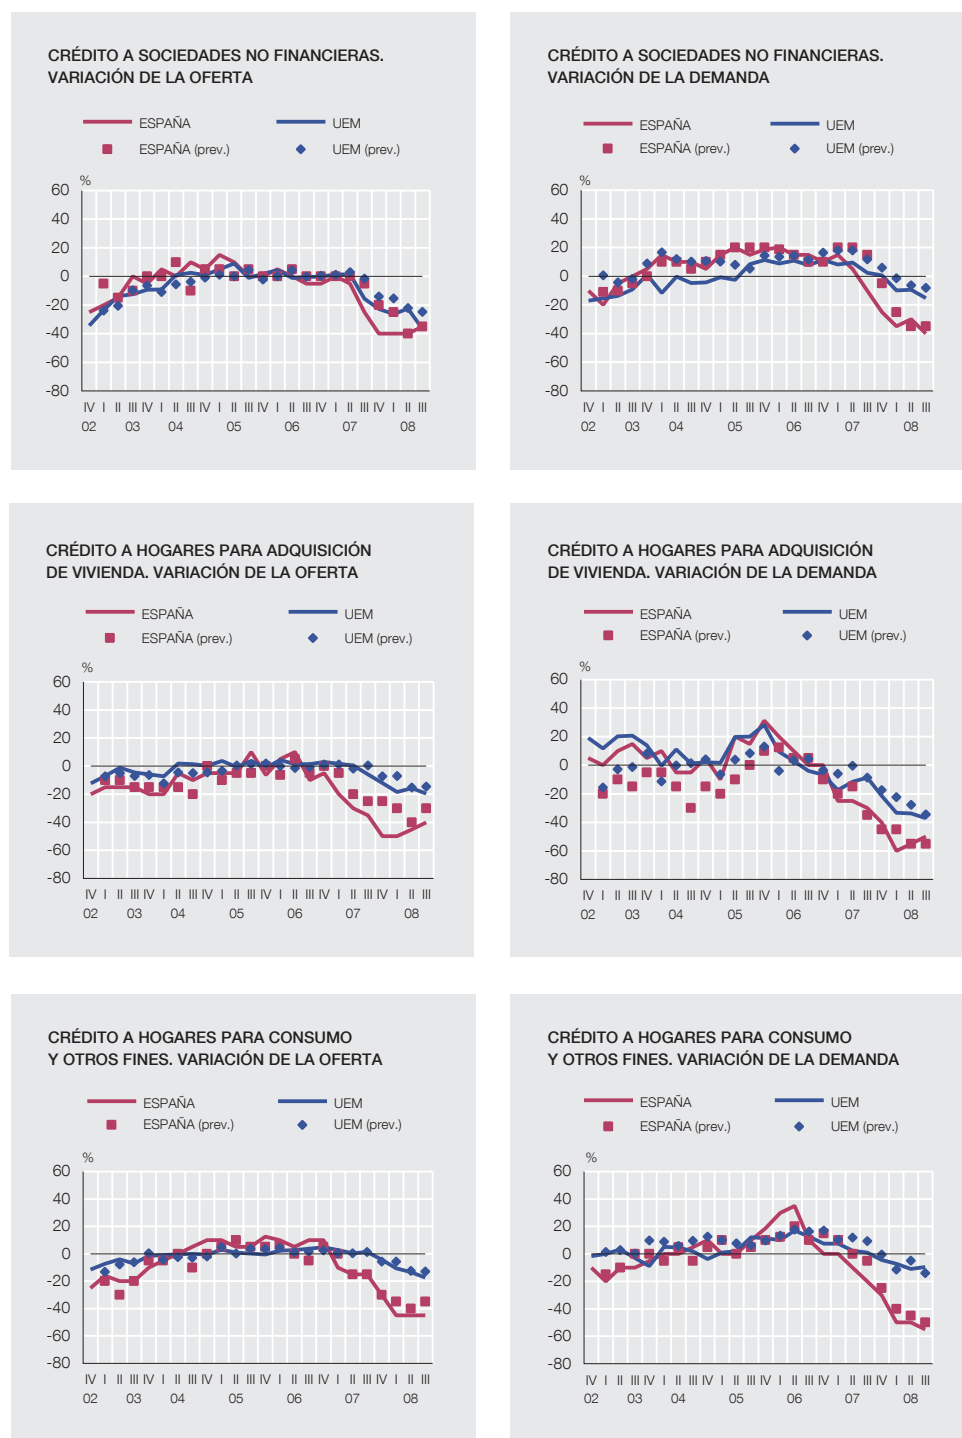 CRÉDITO A SOCIEDADES NO FINANCIERAS.
VARIACIÓN DE LA OFERTA
ESPAÑA
UEM
ESPAÑA (prev.)
UEM (prev.)
%
60
40
20
0
-20
-40
-60
-80
IV I II III IV I II III IV I II III IV I II III IV I II III IV I II III
02 03 04 05 06 07 08
CRÉDITO A SOCIEDADES NO FINANCIERAS.
VARIACIÓN DE LA DEMANDA
ESPAÑA
UEM
ESPAÑA (prev.)
UEM (prev.)
%
60
40
20
0
-20
-40
-60
-80
IV I II III IV I II III IV I II III IV I II III IV I II III IV I II III
02 03 04 05 06 07 08
CRÉDITO A HOGARES PARA ADQUISICIÓN
DE VIVIENDA. VARIACIÓN DE LA OFERTA
ESPAÑA
UEM
ESPAÑA (prev.)
UEM (prev.)
%
60
40
20
0
-20
-40
-60
-80
IV I II III IV I II III IV I II III IV I II III IV I II III IV I II III
02 03 04 05 06 07 08
CRÉDITO A HOGARES PARA ADQUISICIÓN
DE VIVIENDA. VARIACIÓN DE LA DEMANDA
ESPAÑA
UEM
ESPAÑA (prev.)
UEM (prev.)
%
60
40
20
0
-20
-40
-60
-80
IV I II III IV I II III IV I II III IV I II III IV I II III IV I II III
02 03 04 05 06 07 08
CRÉDITO A HOGARES PARA CONSUMO
Y OTROS FINES. VARIACIÓN DE LA OFERTA
ESPAÑA
UEM
ESPAÑA (prev.)
UEM (prev.)
%
60
40
20
0
-20
-40
-60
-80
IV I II III IV I II III IV I II III IV I II III IV I II III IV I II III
02 03 04 05 06 07 08
CRÉDITO A HOGARES PARA CONSUMO
Y OTROS FINES. VARIACIÓN DE LA DEMANDA
ESPAÑA
UEM
ESPAÑA (prev.)
UEM (prev.)
%
60
40
20
0
-20
-40
-60
-80
IV I II III IV I II III IV I II III IV I II III IV I II III IV I II III
02 03 04 05 06 07 08